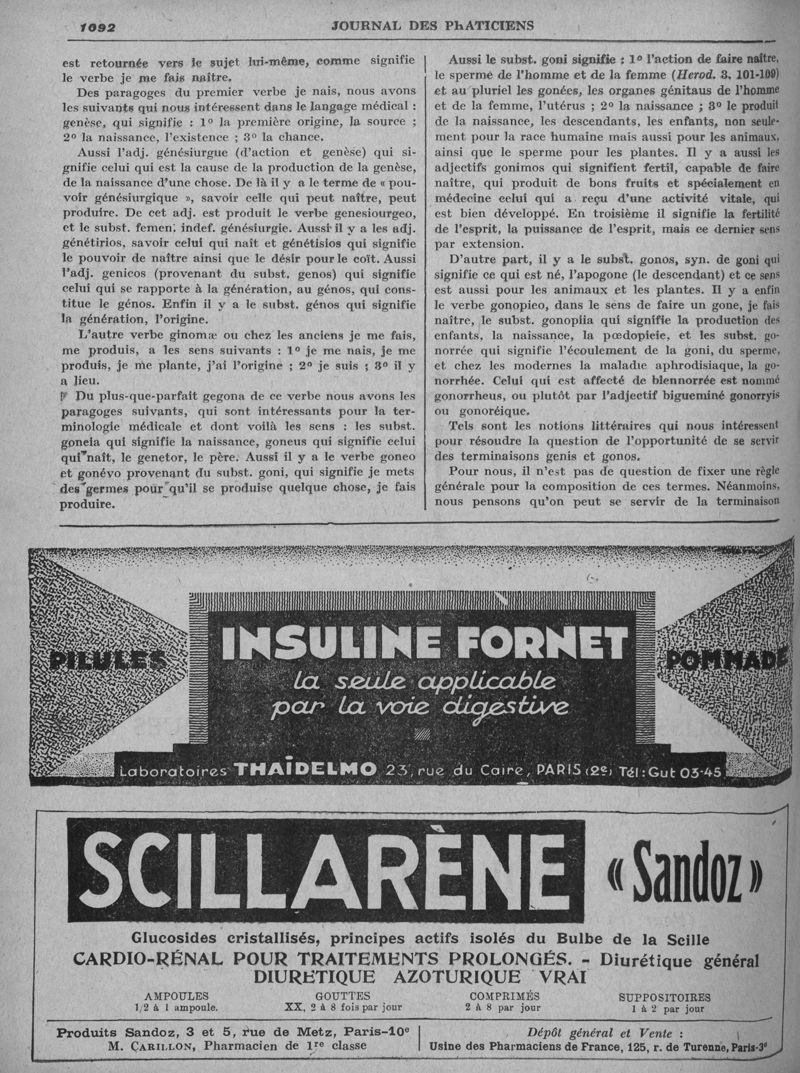 1092
JOURNAL DES PRATICIENS
est retournée vers le sujet lui-même, comme signifie
le verbe je me fais naître.
Des paragoges du premier verbe je nais, nous avons
les suivants qui nous intéressent dans le langage médical :
genèse, qui signifie : 1º la première origine, la source ;
2º la naissance, l'existence ; 3º la chance.
Aussi l'adj. génésiurgue (d'action et genèse) qui si-
gnifie celui qui est la cause de la production de la genèse,
de la naissance d'une chose. De là il y a le terme de « pou-
voir génésiurgique », savoir celle qui peut naître, peut
produire. De cet adj. est produit le verbe genesiourgeo,
et le subst. femen. indef. génésiurgie. Aussi il y a les adj.
génétirios, savoir celui qui naît et génétisios qui signifie
le pouvoir de naître ainsi que le désir pour le coït. Aussi
l'adj. genicos (provenant du subst. genos) qui signifie
celui qui se rapporte à la génération, au génos, qui cons-
titue le génos. Enfin il y a le subst. génos qui signifie
la génération, l'origine.
L'autre verbe ginomæ ou chez les anciens je me fais,
me produis, a les sens suivants : 1º je me nais, je me
produis, je me plante, j'ai l'origine ; 2º je suis ; 3º il y
a lieu.
Du plus-que-parfait gegona de ce verbe nous avons les
paragoges suivants, qui sont intéressants pour la ter-
minologie médicale et dont voilà les sens : les subst.
goneia qui signifie la naissance, goneus qui signifie celui
qui naît, le genetor, le père. Aussi il y a le verbe goneo
et gonévo provenant du subst. goni, qui signifie je mets
des germes pour qu'il se produise quelque chose, je fais
produire.
Aussi le subst. goni signifie : 1º l'action de faire naître,
le spermé de l'homme et de la femme (Herod. 3. 101-109)
et au pluriel les gonées, les organes génitaus de l'homme
et de la femme, l'utérus ; 2º la naissance ; 3º le produit
de la naissance, les descendants, les enfants, non seule-
ment pour la race humaine mais aussi pour les animaux,
ainsi que le sperme pour les plantes. Il y a aussi les
adjectifs gonimos qui signifient fertil, capable de faire
naître, qui produit de bons fruits et spécialement en
médecine celui qui a reçu d'une activité vitale, qui
est bien développé. En troisième il signifie la fertilité
de l'esprit, la puissance de l'esprit, mais ce dernier sens
par extension.
D'autre part, il y a le subst. gonos, syn. de goni qui
signifie ce qui est né, l'apogone (le descendant) et ce sens
est aussi pour les animaux et les plantes. Il y a enfin
le verbe gonopieo, dans le sens de faire un gone, je fais
naître, le subst. gonopiia qui signifie la production des
enfants, la naissance, la pœdopieie, et les subst. go-
norrée qui signifie l'écoulement de la goni, du sperme,
et chez les modernes la maladie aphrodisiaque, la go-
norrhée. Celui qui est affecté de blennorrée est nommé
gonorrheus, ou plutôt par l'adjectif bigueminé gonorryis
ou gonoréique.
Tels sont les notions littéraires qui nous intéressent
pour résoudre la question de l'opportunité de se servir
des terminaisons genis et gonos.
Pour nous, il n'est pas de question de fixer une règle
générale pour la composition de ces termes. Néanmoins,
nous pensons qu'on peut se servir de la terminaison
PILULES
INSULINE FORNET
la seule applicable
par la voie digestive
POMMADE
Laboratoires THAÏDELMO 23, rue du Caire, PARIS (2e) Tél : Gut 03-45
SCILLARÈNE « Sandoz »
Glucosides cristallisés, principes actifs isolés du Bulbe de la Scille
CARDIO-RÉNAL POUR TRAITEMENTS PROLONGÉS. - Diurétique général
DIURETIQUE AZOTURIQUE VRAI
AMPOULES
1/2 à 1 ampoule.
GOUTTES
XX, 2 à 8 fois par jour
COMPRIMÉS
2 à 8 par jour
SUPPOSITOIRES
1 à 2 par jour
Produits Sandoz, 3 et 5, rue de Metz, Paris-10e
M. CARILLON, Pharmacien de 1re classe
Dépôt général et Vente :
Usine des Pharmaciens de France, 125, r. de Turenne, Paris-3e